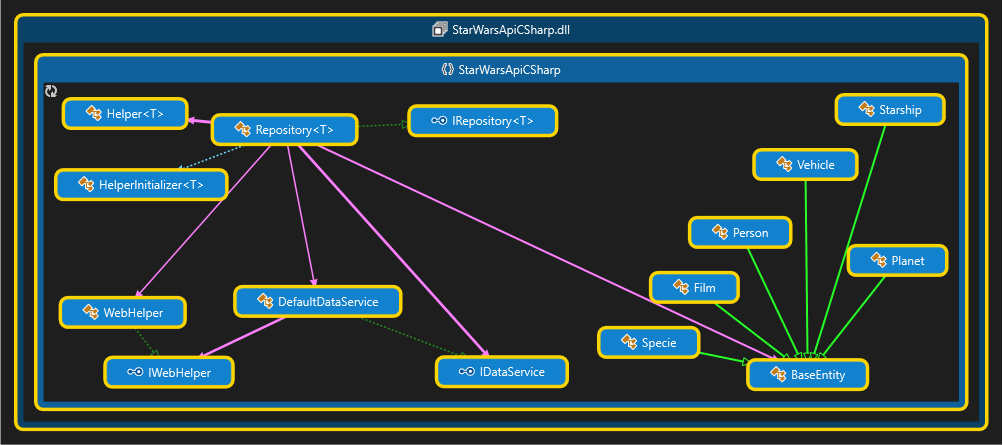 StarWarsApiCSharp.dll
StarWarsApiCSharp
Helper<T>
Repository<T>
IRepository<T>
Starship
HelperInitializer<T>
Vehicle
Person
Planet
Film
WebHelper
DefaultDataService
Specie
IWebHelper
IDataService
BaseEntity